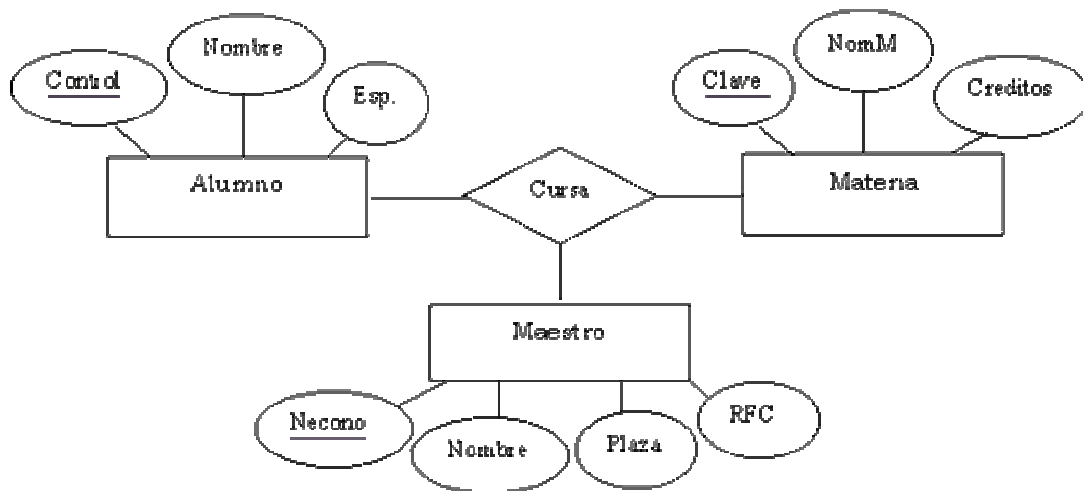 Control
Nombre
Esp.
Clave
NomM
Creditos
Alumno
Cursa
Materia
Maestro
Necono
Nombre
Plaza
RFC